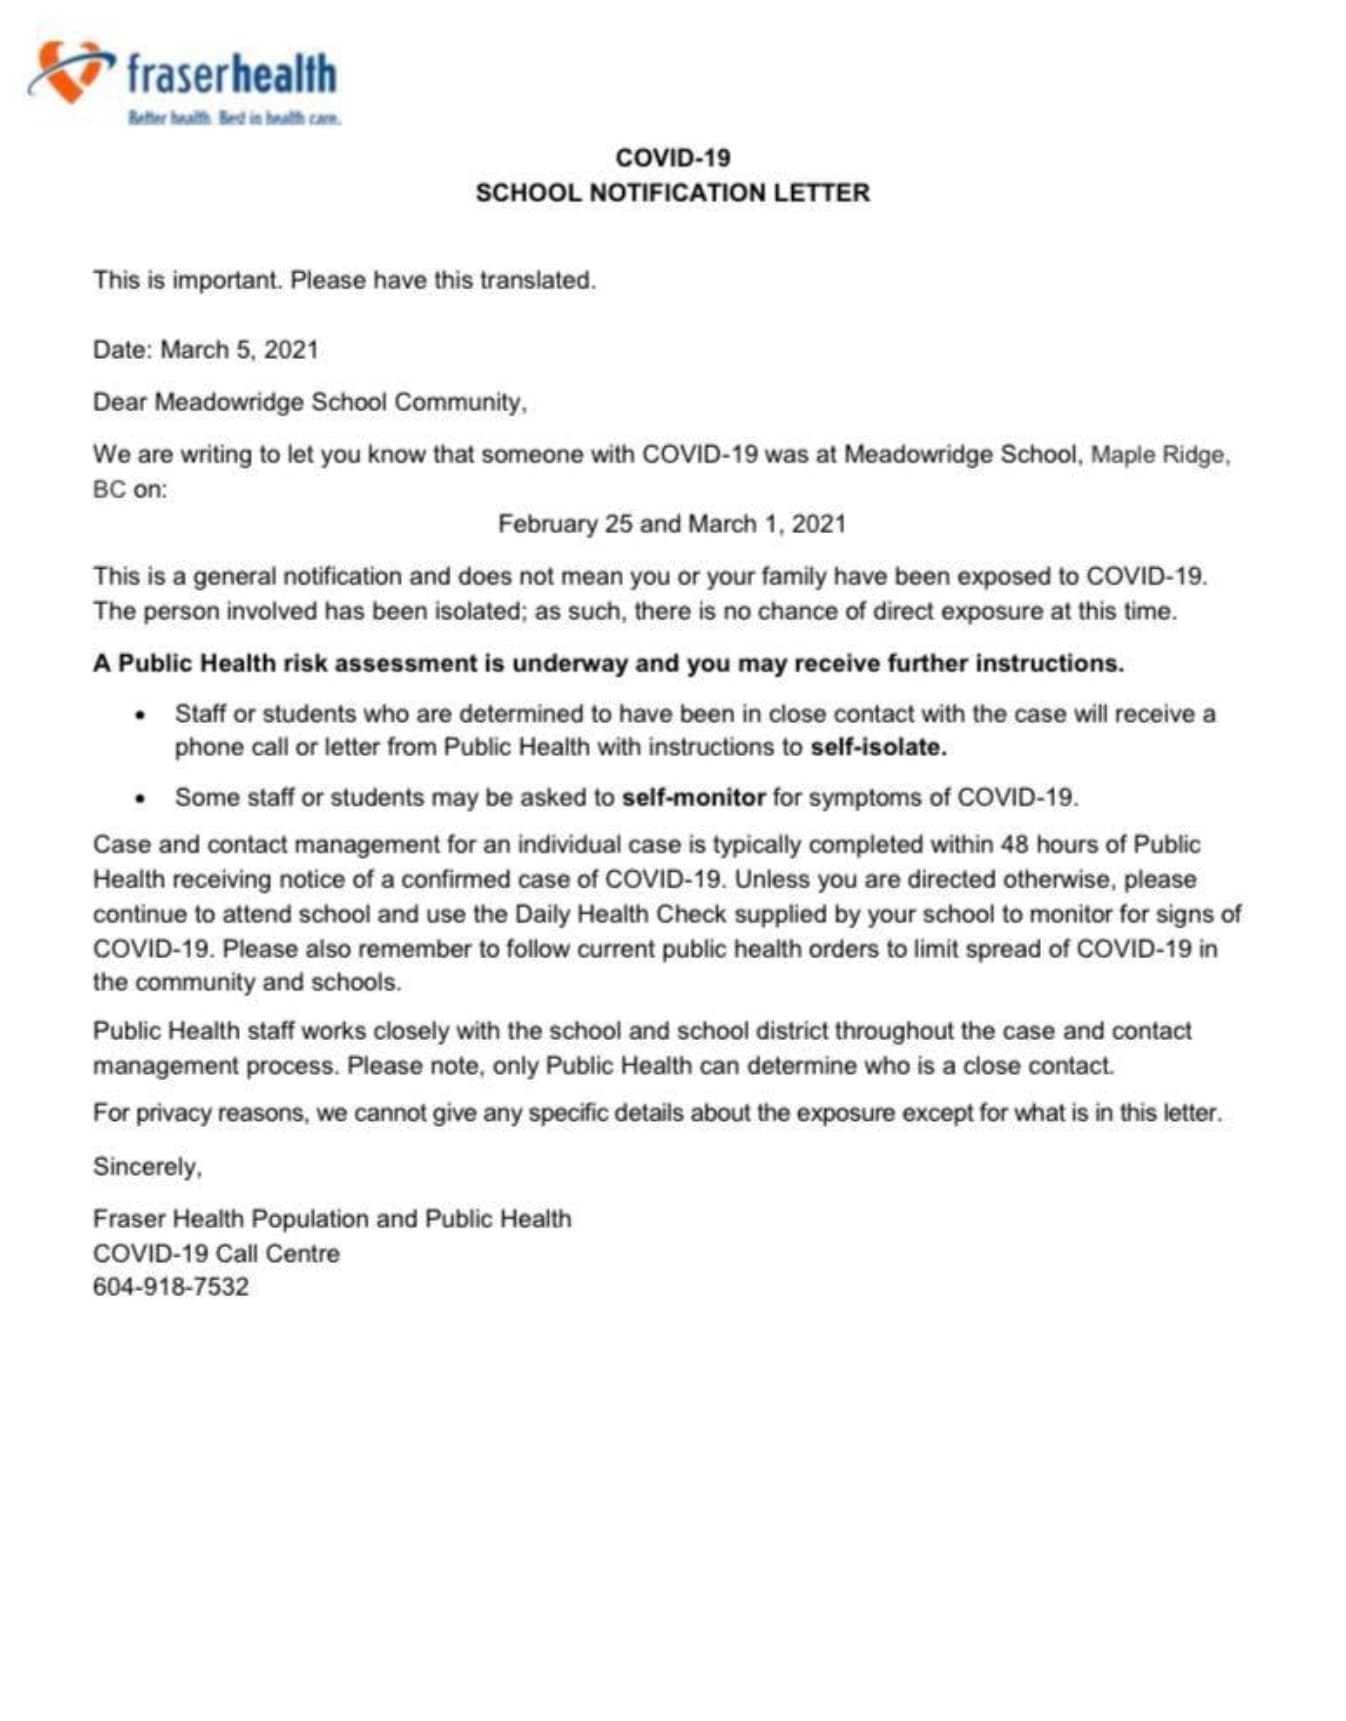 fraserhealth
Better health. Best in health care.
COVID-19
SCHOOL NOTIFICATION LETTER
This is important. Please have this translated.
Date: March 5, 2021
Dear Meadowridge School Community,
We are writing to let you know that someone with COVID-19 was at Meadowridge School, Maple Ridge,
BC on:
February 25 and March 1, 2021
This is a general notification and does not mean you or your family have been exposed to COVID-19.
The person involved has been isolated; as such, there is no chance of direct exposure at this time.
A Public Health risk assessment is underway and you may receive further instructions.
• Staff or students who are determined to have been in close contact with the case will receive a
phone call or letter from Public Health with instructions to self-isolate.
• Some staff or students may be asked to self-monitor for symptoms of COVID-19.
Case and contact management for an individual case is typically completed within 48 hours of Public
Health receiving notice of a confirmed case of COVID-19. Unless you are directed otherwise, please
continue to attend school and use the Daily Health Check supplied by your school to monitor for signs of
COVID-19. Please also remember to follow current public health orders to limit spread of COVID-19 in
the community and schools.
Public Health staff works closely with the school and school district throughout the case and contact
management process. Please note, only Public Health can determine who is a close contact.
For privacy reasons, we cannot give any specific details about the exposure except for what is in this letter.
Sincerely,
Fraser Health Population and Public Health
COVID-19 Call Centre
604-918-7532